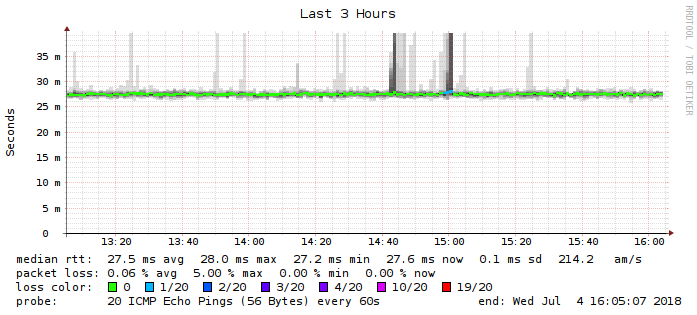 Last 3 Hours
RRDTOOL / TOBI OETIKER
Seconds
35 m
30 m
25 m
20 m
15 m
10 m
5 m
0
13:20 13:40 14:00 14:20 14:40 15:00 15:20 15:40 16:00
median rtt: 27.5 ms avg 28.0 ms max 27.2 ms min 27.6 ms now 0.1 ms sd 214.2 am/s
packet loss: 0.06 % avg 5.00 % max 0.00 % min 0.00 % now
loss color: 0 1/20 2/20 3/20 4/20 10/20 19/20
probe: 20 ICMP Echo Pings (56 Bytes) every 60s end: Wed Jul 4 16:05:07 2018